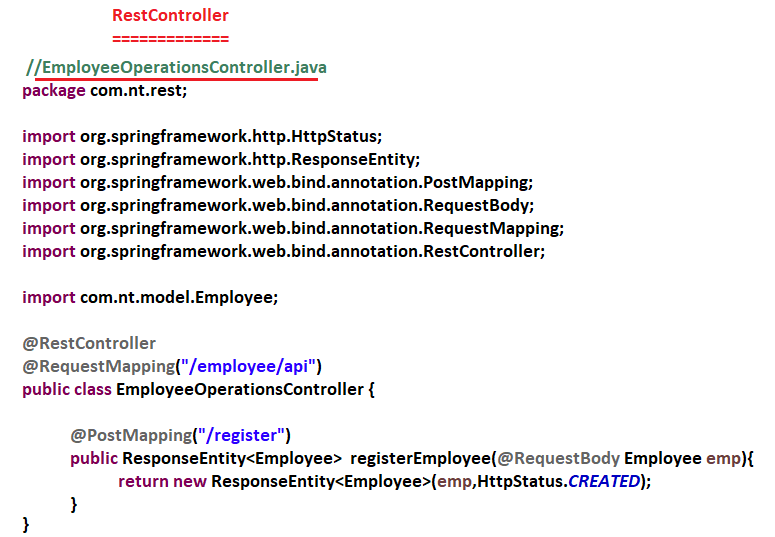 RestController
=============
//EmployeeOperationsController.java
package com.nt.rest;
import org.springframework.http.HttpStatus;
import org.springframework.http.ResponseEntity;
import org.springframework.web.bind.annotation.PostMapping;
import org.springframework.web.bind.annotation.RequestBody;
import org.springframework.web.bind.annotation.RequestMapping;
import org.springframework.web.bind.annotation.RestController;
import com.nt.model.Employee;
@RestController
@RequestMapping("/employee/api")
public class EmployeeOperationsController {
@PostMapping("/register")
public ResponseEntity<Employee> registerEmployee(@RequestBody Employee emp){
return new ResponseEntity<Employee>(emp,HttpStatus.CREATED);
}
}